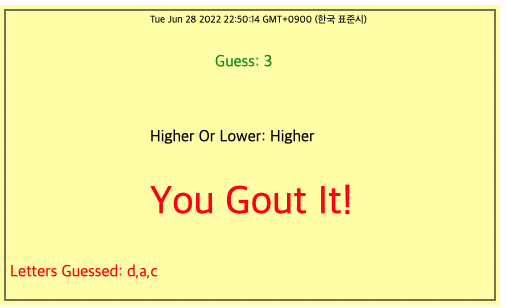 Tue Jun 28 2022 22:50:14 GMT+0900 (한국 표준시)
Guess: 3
Higher Or Lower: Higher
You Gout It!
Letters Guessed: d,a,c